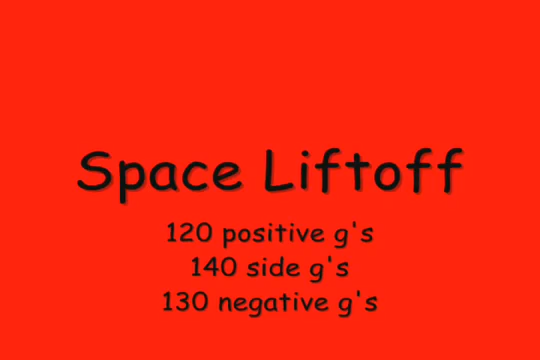 Space Liftoff
120 positive g's
140 side g's
130 negative g's